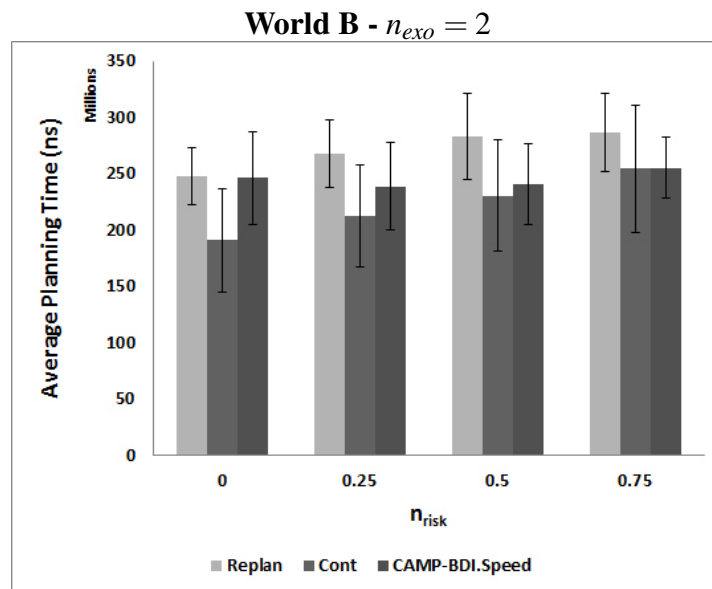 World B - n_exo = 2
Millions
Average Planning Time (ns)
350
300
250
200
150
100
50
0
0 0.25 0.5 0.75
n_risk
Replan Cont CAMP-BDI.Speed